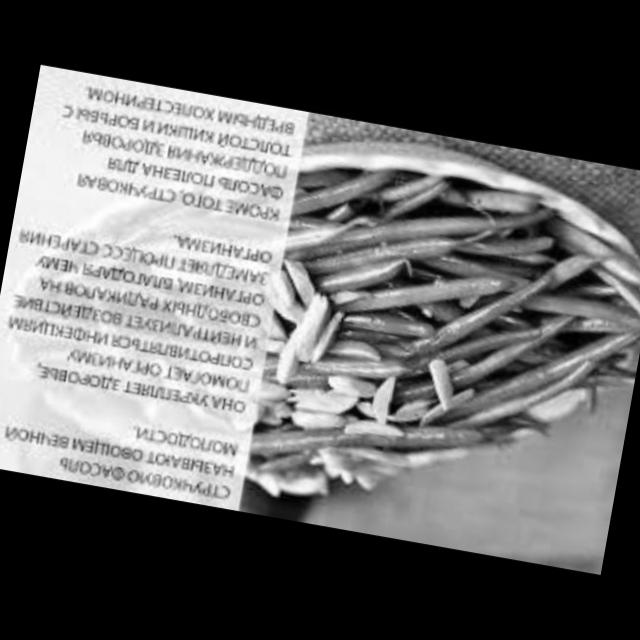 СТРУЧКОВУЮ ФАСОЛЬ
НАЗЫВАЮТ ОВОЩЕМ ВЕЧНОЙ
МОЛОДОСТИ.
ОНА УКРЕПЛЯЕТ ЗДОРОВЬЕ,
ПОМОГАЕТ ОРГАНИЗМУ
СОПРОТИВЛЯТЬСЯ ИНФЕКЦИЯМ
И НЕЙТРАЛИЗУЕТ ВОЗДЕЙСТВИЕ
СВОБОДНЫХ РАДИКАЛОВ НА
ОРГАНИЗМ, БЛАГОДАРЯ ЧЕМУ
ЗАМЕДЛЯЕТ ПРОЦЕСС СТАРЕНИЯ
ОРГАНИЗМА.
КРОМЕ ТОГО, СТРУЧКОВАЯ
ФАСОЛЬ ПОЛЕЗНА ДЛЯ
ПОДДЕРЖАНИЯ ЗДОРОВЬЯ
ТОЛСТОЙ КИШКИ И БОРЬБЫ С
ВРЕДНЫМ ХОЛЕСТЕРИНОМ.